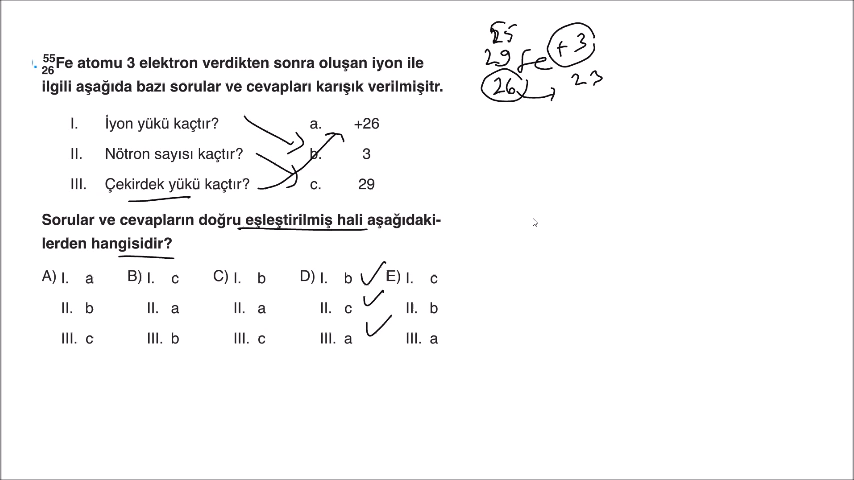 55
26Fe atomu 3 elektron verdikten sonra oluşan iyon ile
ilgili aşağıda bazı sorular ve cevapları karışık verilmişitr.
I. İyon yükü kaçtır? a. +26
II. Nötron sayısı kaçtır? b. 3
III. Çekirdek yükü kaçtır? c. 29
Sorular ve cevapların doğru eşleştirilmiş hali aşağıdaki-
lerden hangisidir?
A) I. a B) I. c C) I. b D) I. b E) I. c
II. b II. a II. a II. c II. b
III. c III. b III. c III. a III. a
55
29 fe +3
26 23